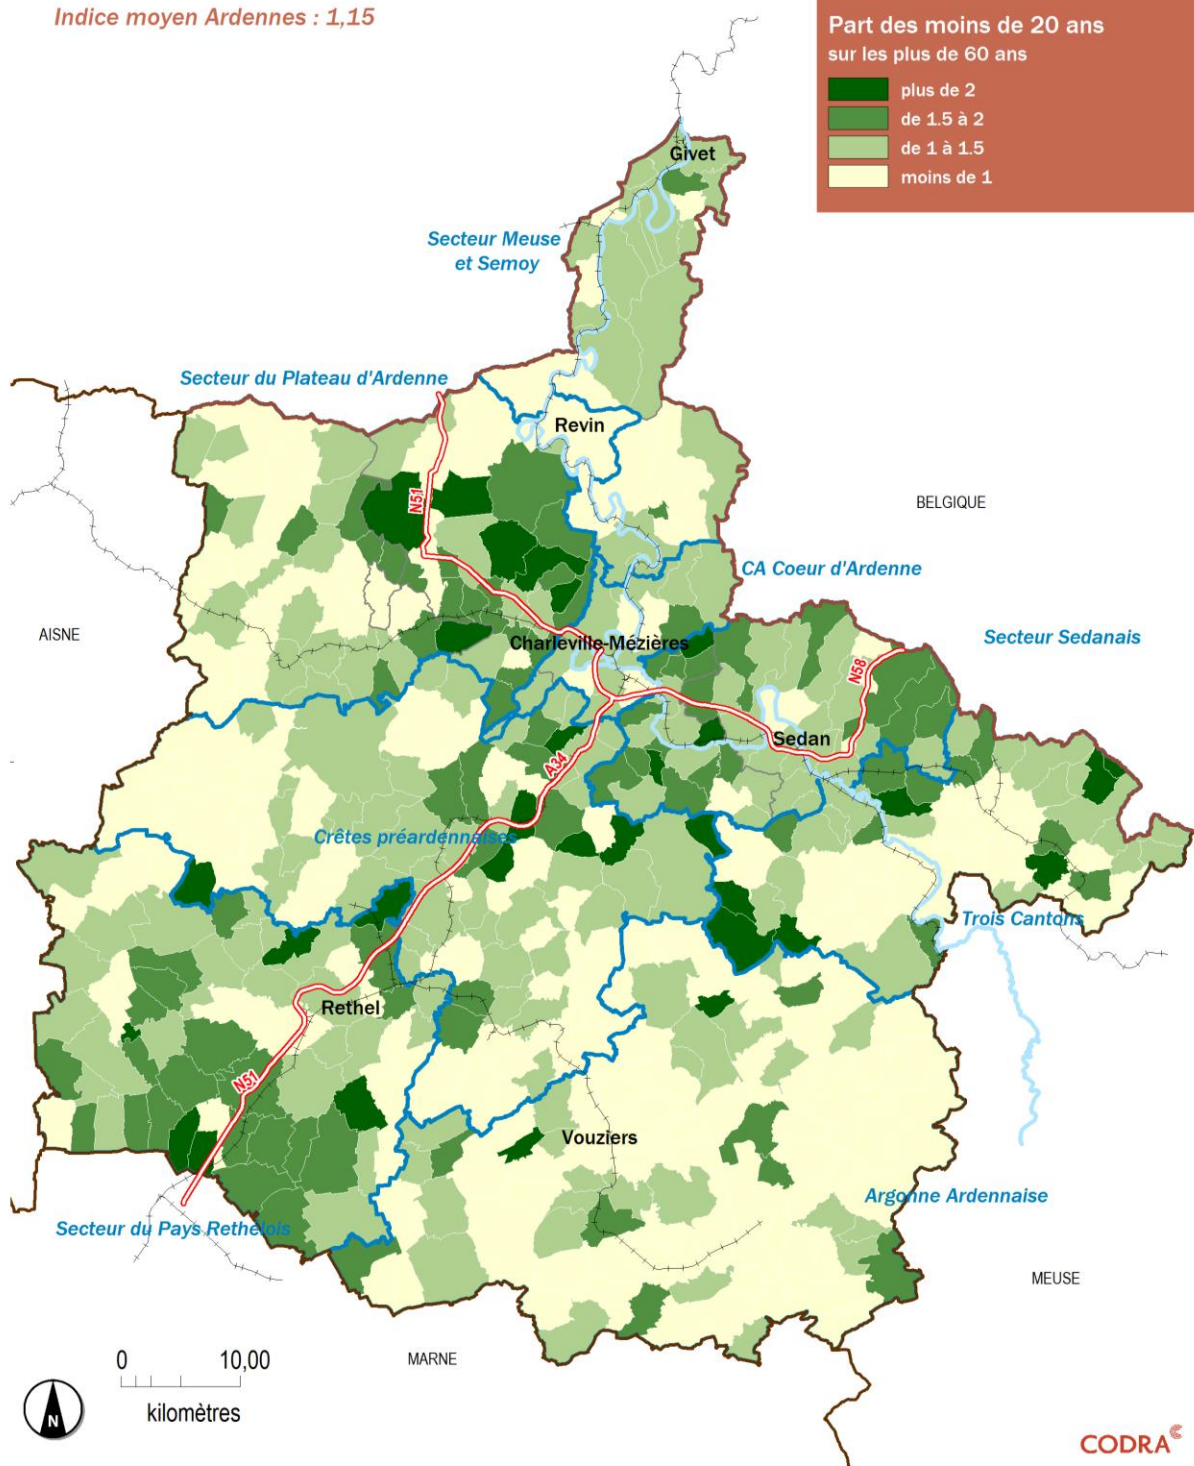 Indice moyen Ardennes : 1,15
Part des moins de 20 ans
sur les plus de 60 ans
plus de 2
de 1.5 à 2
de 1 à 1.5
moins de 1
Givet
Secteur Meuse
et Semoy
Secteur du Plateau d'Ardenne
Revin
N51
BELGIQUE
CA Coeur d'Ardenne
AISNE
Charleville-Mézières
Secteur Sedanais
N58
Sedan
A34
Crêtes préardennaises
Trois Cantons
Rethel
N51
Vouziers
Argonne Ardennaise
Secteur du Pays Rethélois
MEUSE
MARNE
0 10,00
kilomètres
N
CODRA